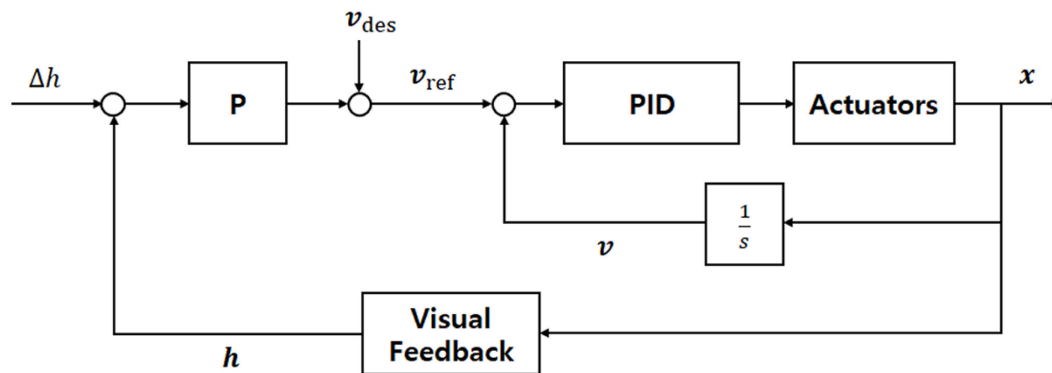 v_des
Δh
v_ref
x
P
PID
Actuators
1
s
v
Visual
Feedback
h